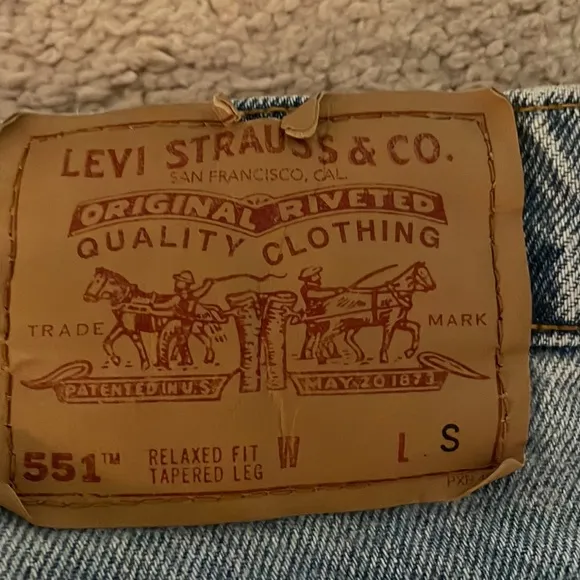 LEVI STRAUSS & CO.
SAN FRANCISCO, CAL.
ORIGINAL RIVETED
QUALITY CLOTHING
TRADE MARK
PATENTED IN U.S. MAY 20 1873
551™ RELAXED FIT W L S
TAPERED LEG